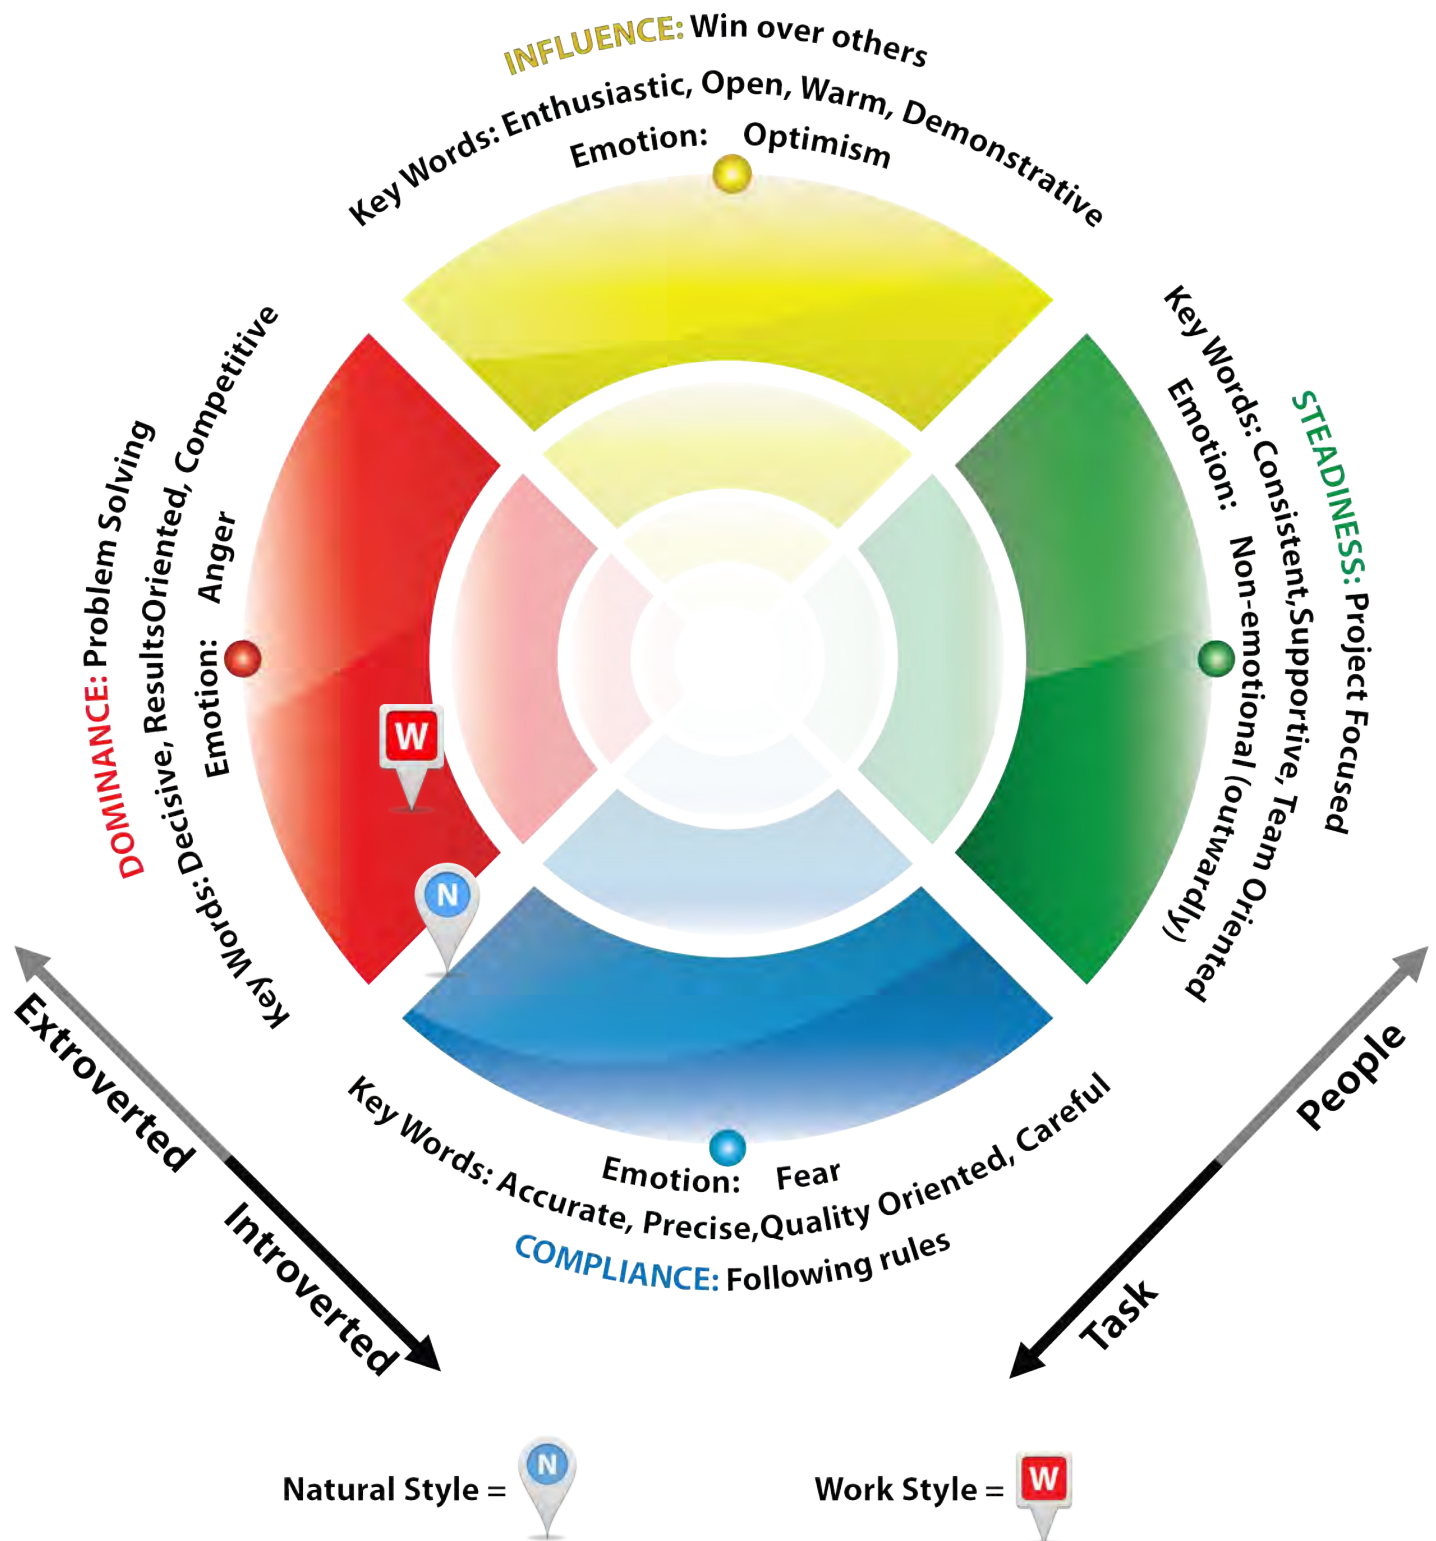 INFLUENCE: Win over others
Key Words: Enthusiastic, Open, Warm, Demonstrative
Emotion: Optimism
DOMINANCE: Problem Solving
Key Words: Decisive, ResultsOriented, Competitive
Emotion: Anger
STEADINESS: Project Focused
Key Words: Consistent,Supportive, Team Oriented
Emotion: Non-emotional (outwardly)
W
N
Emotion: Fear
Key Words: Accurate, Precise,Quality Oriented, Careful
COMPLIANCE: Following rules
Extroverted
Introverted
People
Task
Natural Style = N
Work Style = W